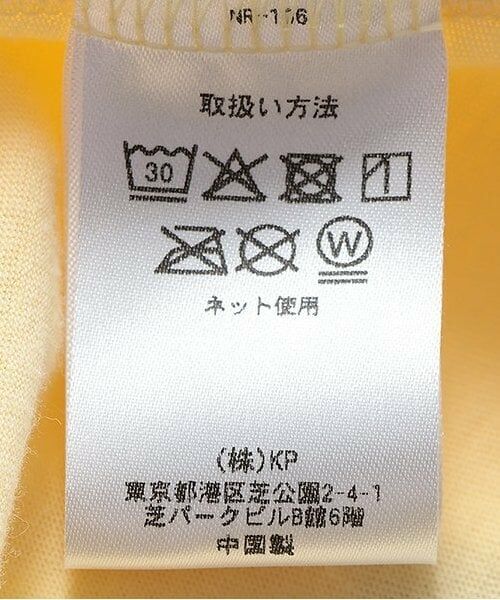 NR-106
取扱い方法
30
W
ネット使用
(株)KP
東京都港区芝公園2-4-1
芝パークビルB館6階
中国製